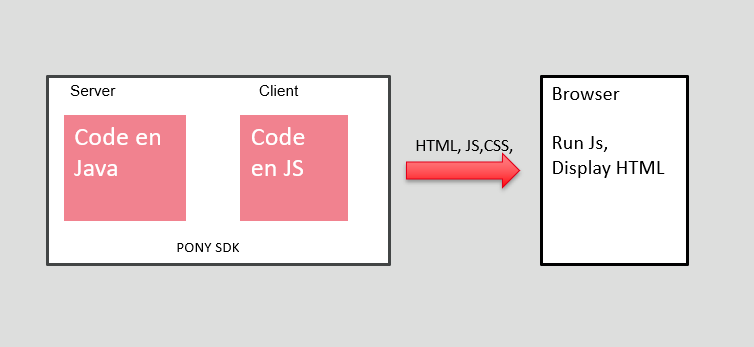 Server
Client
Code en
Java
Code
en JS
PONY SDK
HTML, JS,CSS,
Browser
Run Js,
Display HTML